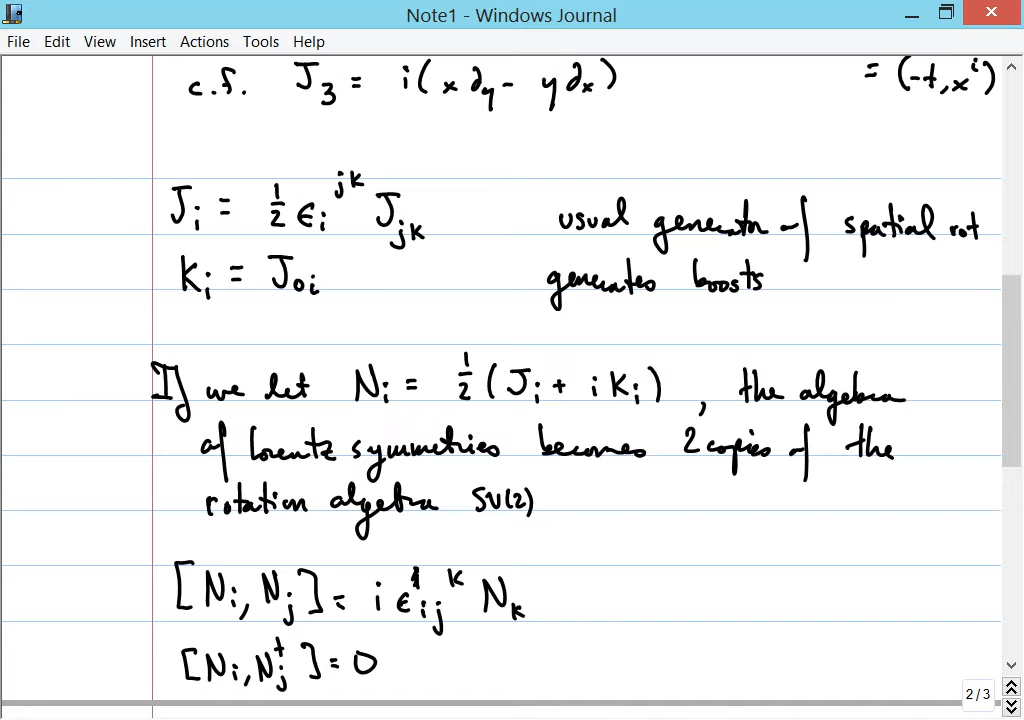 Note1 - Windows Journal
File Edit View Insert Actions Tools Help
c.f. J₃ = i(x∂y - y∂x) = (-t, xⁱ)
Jᵢ = ½ ϵᵢʲᵏ Jⱼₖ usual generator of spatial rot
Kᵢ = J₀ᵢ generates boosts
If we let Nᵢ = ½ (Jᵢ + i Kᵢ), the algebra
of Lorentz symmetries becomes 2 copies of the
rotation algebra SU(2)
[Nᵢ, Nⱼ] = i ϵᵢⱼᵏ Nₖ
[Nᵢ, Nⱼ†] = 0
2/3